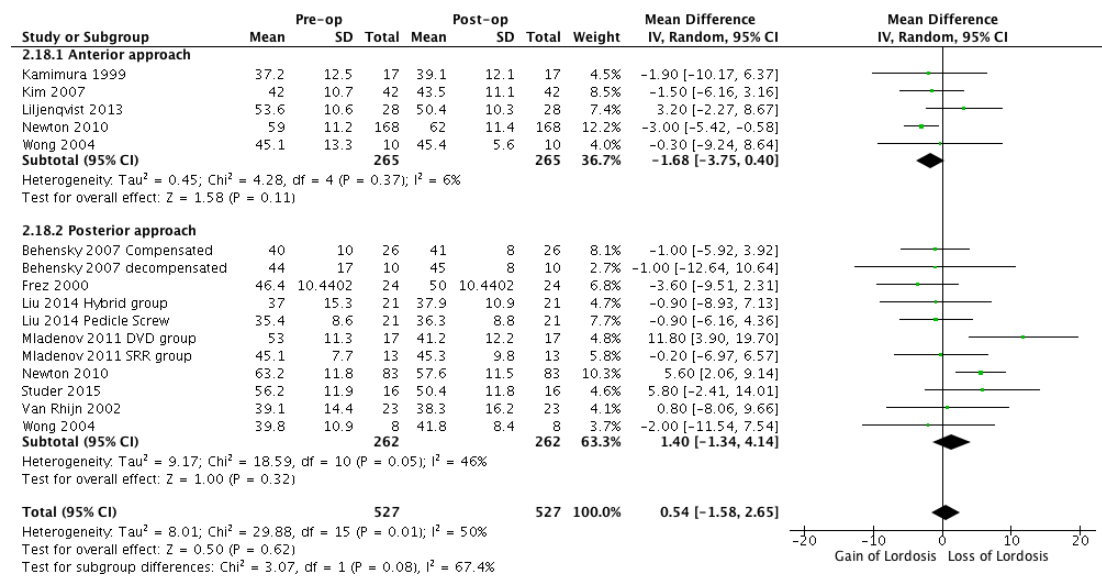 Pre-op Post-op Mean Difference Mean Difference
Study or Subgroup Mean SD Total Mean SD Total Weight IV, Random, 95% CI IV, Random, 95% CI
2.18.1 Anterior approach
Kamimura 1999 37.2 12.5 17 39.1 12.1 17 4.5% -1.90 [-10.17, 6.37]
Kim 2007 42 10.7 42 43.5 11.1 42 8.5% -1.50 [-6.16, 3.16]
Liljenqvist 2013 53.6 10.6 28 50.4 10.3 28 7.4% 3.20 [-2.27, 8.67]
Newton 2010 59 11.2 168 62 11.4 168 12.2% -3.00 [-5.42, -0.58]
Wong 2004 45.1 13.3 10 45.4 5.6 10 4.0% -0.30 [-9.24, 8.64]
Subtotal (95% CI) 265 265 36.7% -1.68 [-3.75, 0.40]
Heterogeneity: Tau² = 0.45; Chi² = 4.28, df = 4 (P = 0.37); I² = 6%
Test for overall effect: Z = 1.58 (P = 0.11)
2.18.2 Posterior approach
Behensky 2007 Compensated 40 10 26 41 8 26 8.1% -1.00 [-5.92, 3.92]
Behensky 2007 decompensated 44 17 10 45 8 10 2.7% -1.00 [-12.64, 10.64]
Frez 2000 46.4 10.4402 24 50 10.4402 24 6.8% -3.60 [-9.51, 2.31]
Liu 2014 Hybrid group 37 15.3 21 37.9 10.9 21 4.7% -0.90 [-8.93, 7.13]
Liu 2014 Pedicle Screw 35.4 8.6 21 36.3 8.8 21 7.7% -0.90 [-6.16, 4.36]
Mladenov 2011 DVD group 53 11.3 17 41.2 12.2 17 4.8% 11.80 [3.90, 19.70]
Mladenov 2011 SRR group 45.1 7.7 13 45.3 9.8 13 5.8% -0.20 [-6.97, 6.57]
Newton 2010 63.2 11.8 83 57.6 11.5 83 10.3% 5.60 [2.06, 9.14]
Studer 2015 56.2 11.9 16 50.4 11.8 16 4.6% 5.80 [-2.41, 14.01]
Van Rhijn 2002 39.1 14.4 23 38.3 16.2 23 4.1% 0.80 [-8.06, 9.66]
Wong 2004 39.8 10.9 8 41.8 8.4 8 3.7% -2.00 [-11.54, 7.54]
Subtotal (95% CI) 262 262 63.3% 1.40 [-1.34, 4.14]
Heterogeneity: Tau² = 9.17; Chi² = 18.59, df = 10 (P = 0.05); I² = 46%
Test for overall effect: Z = 1.00 (P = 0.32)
Total (95% CI) 527 527 100.0% 0.54 [-1.58, 2.65]
Heterogeneity: Tau² = 8.01; Chi² = 29.88, df = 15 (P = 0.01); I² = 50%
Test for overall effect: Z = 0.50 (P = 0.62)
Test for subgroup differences: Chi² = 3.07, df = 1 (P = 0.08), I² = 67.4%
-20 -10 0 10 20
Gain of Lordosis Loss of Lordosis